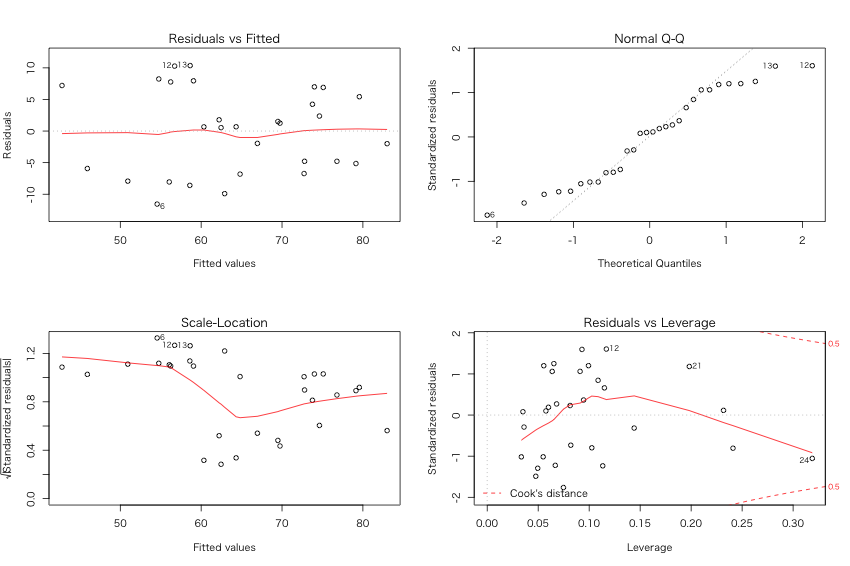 Residuals vs Fitted
Residuals
10
5
0
-5
-10
12
13
6
50 60 70 80
Fitted values
Normal Q-Q
Standardized residuals
2
1
0
-1
13
12
6
-2 -1 0 1 2
Theoretical Quantiles
Scale-Location
√|Standardized residuals|
1.2
0.8
0.4
0.0
6
12
13
50 60 70 80
Fitted values
Residuals vs Leverage
Standardized residuals
2
1
0
-1
-2
12
21
24
0.5
0.5
Cook's distance
0.00 0.05 0.10 0.15 0.20 0.25 0.30
Leverage